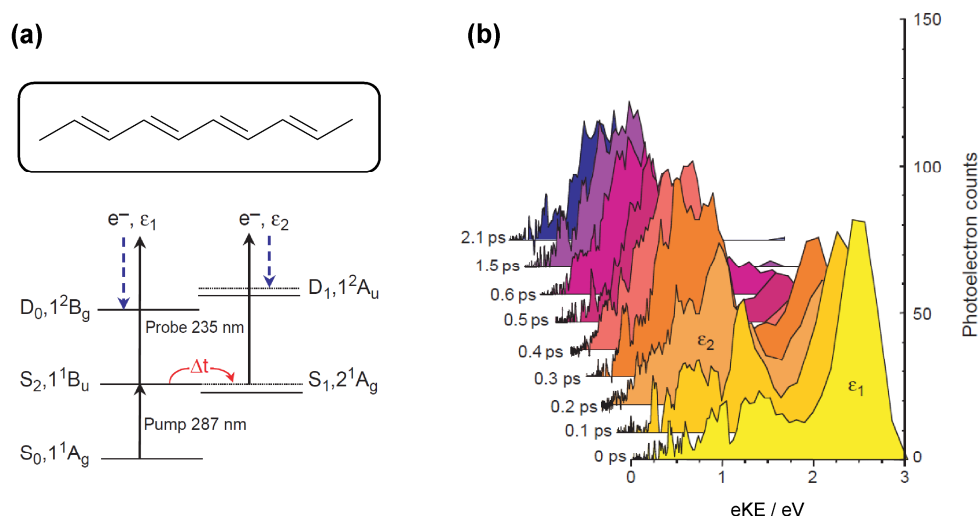 (a)
e⁻, ε₁
e⁻, ε₂
D₁,1²Aᵤ
D₀,1²B_g
Probe 235 nm
Δt
S₂,1¹Bᵤ
S₁,2¹A_g
Pump 287 nm
S₀,1¹A_g
(b)
150
100
50
0
Photoelectron counts
2.1 ps
1.5 ps
0.6 ps
0.5 ps
0.4 ps
0.3 ps
0.2 ps
0.1 ps
0 ps
ε₂
ε₁
0
1
2
3
eKE / eV